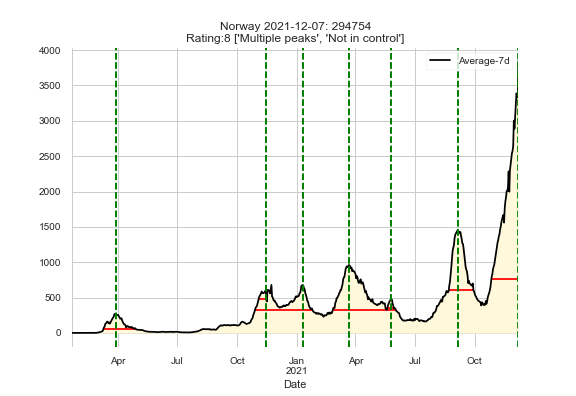 Norway 2021-12-07: 294754
Rating:8 ['Multiple peaks', 'Not in control']
Average-7d
4000
3500
3000
2500
2000
1500
1000
500
0
Apr Jul Oct Jan Apr Jul Oct
2021
Date